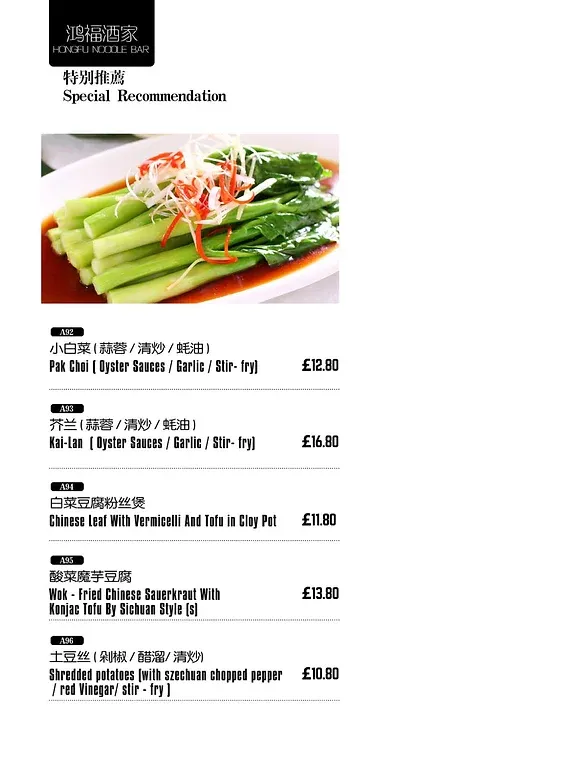 鸿福酒家
HONGFU NOODLE BAR
特别推薦
Special Recommendation
A92
小白菜 ( 蒜蓉 / 清炒 / 蚝油 )
Pak Choi ( Oyster Sauces / Garlic / Stir- fry) £12.80
A93
芥兰 ( 蒜蓉 / 清炒 / 蚝油 )
Kai-Lan ( Oyster Sauces / Garlic / Stir- fry) £16.80
A94
白菜豆腐粉丝煲
Chinese Leaf With Vermicelli And Tofu in Cloy Pot £11.80
A95
酸菜魔芋豆腐
Wok - Fried Chinese Sauerkraut With
Konjac Tofu By Sichuan Style (s) £13.80
A96
土豆丝 ( 剁椒 / 醋溜/ 清炒)
Shredded potatoes (with szechuan chopped pepper
/ red Vinegar/ stir - fry ) £10.80